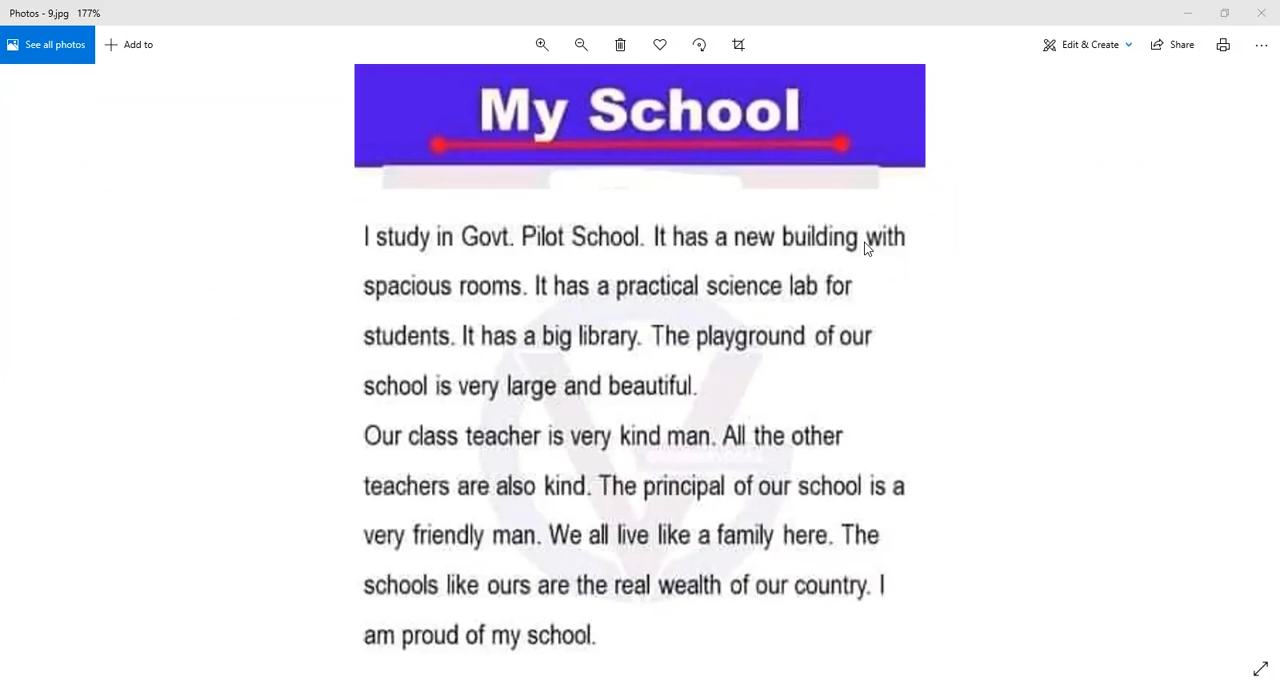 Photos - 9.jpg 177%
See all photos
Add to
Edit & Create
Share
My School
I study in Govt. Pilot School. It has a new building with
spacious rooms. It has a practical science lab for
students. It has a big library. The playground of our
school is very large and beautiful.
Our class teacher is very kind man. All the other
teachers are also kind. The principal of our school is a
very friendly man. We all live like a family here. The
schools like ours are the real wealth of our country. I
am proud of my school.